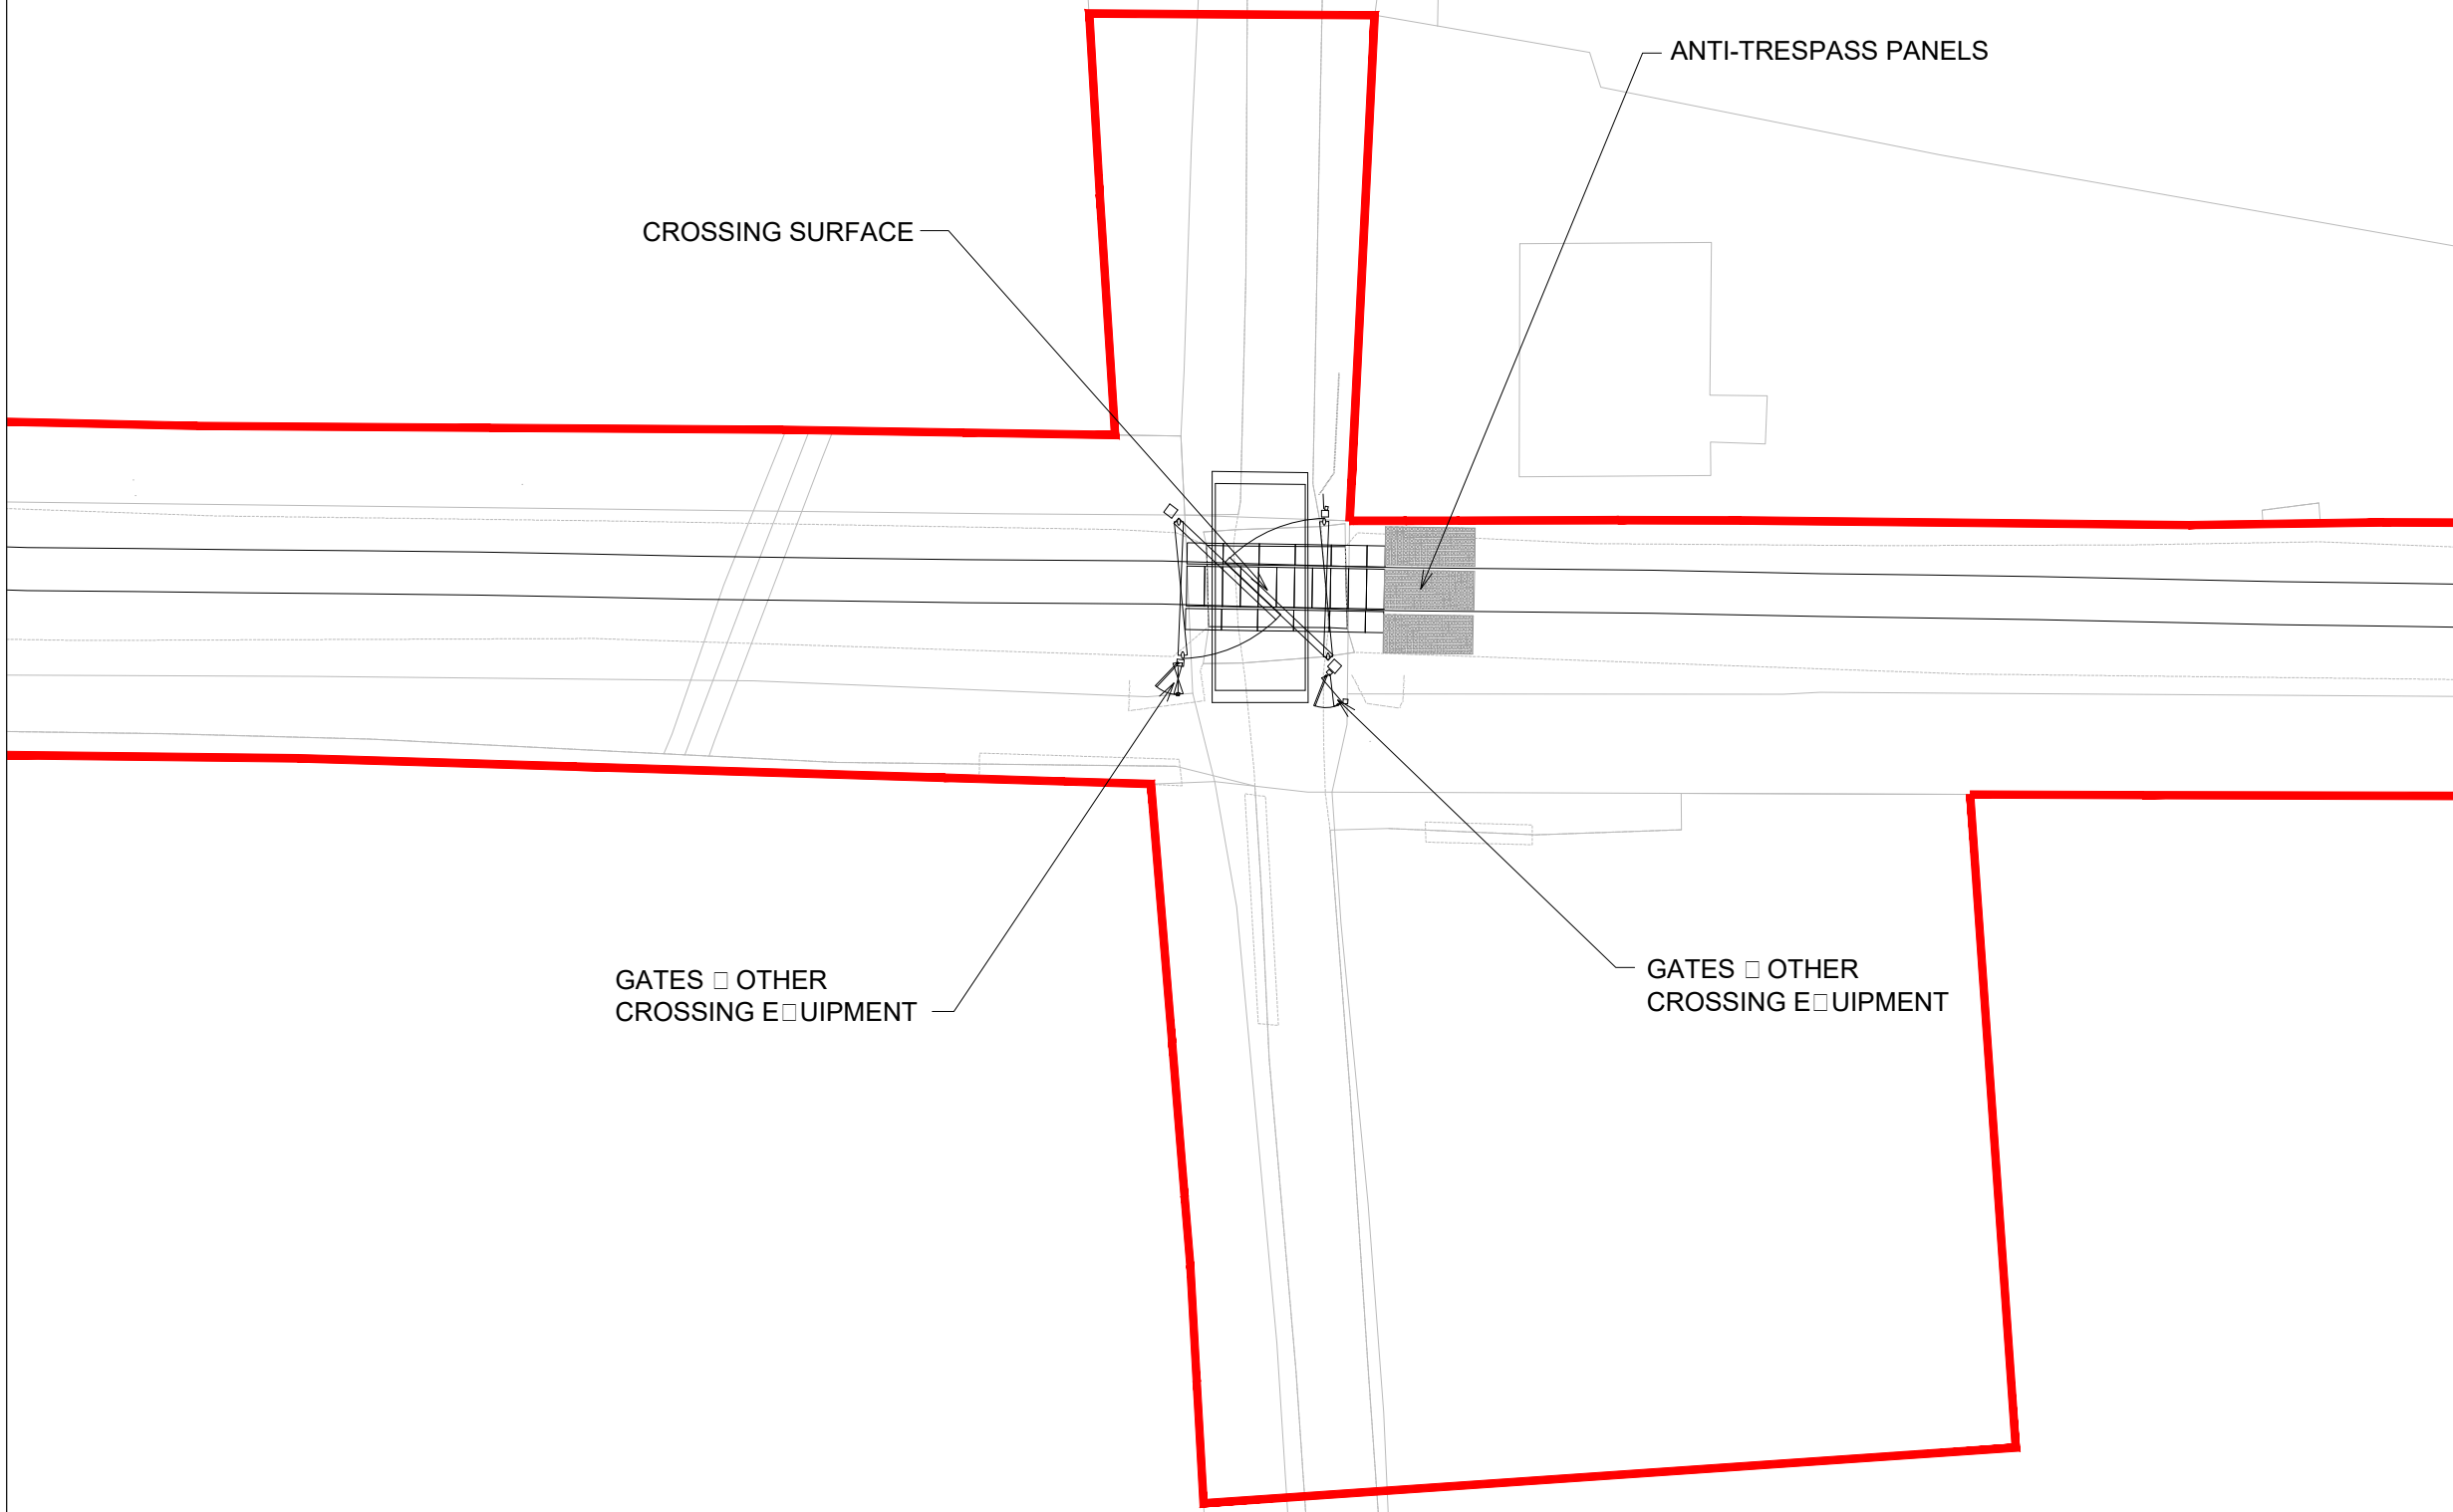 ANTI-TRESPASS PANELS
CROSSING SURFACE
GATES □ OTHER
CROSSING E□UIPMENT
GATES □ OTHER
CROSSING E□UIPMENT